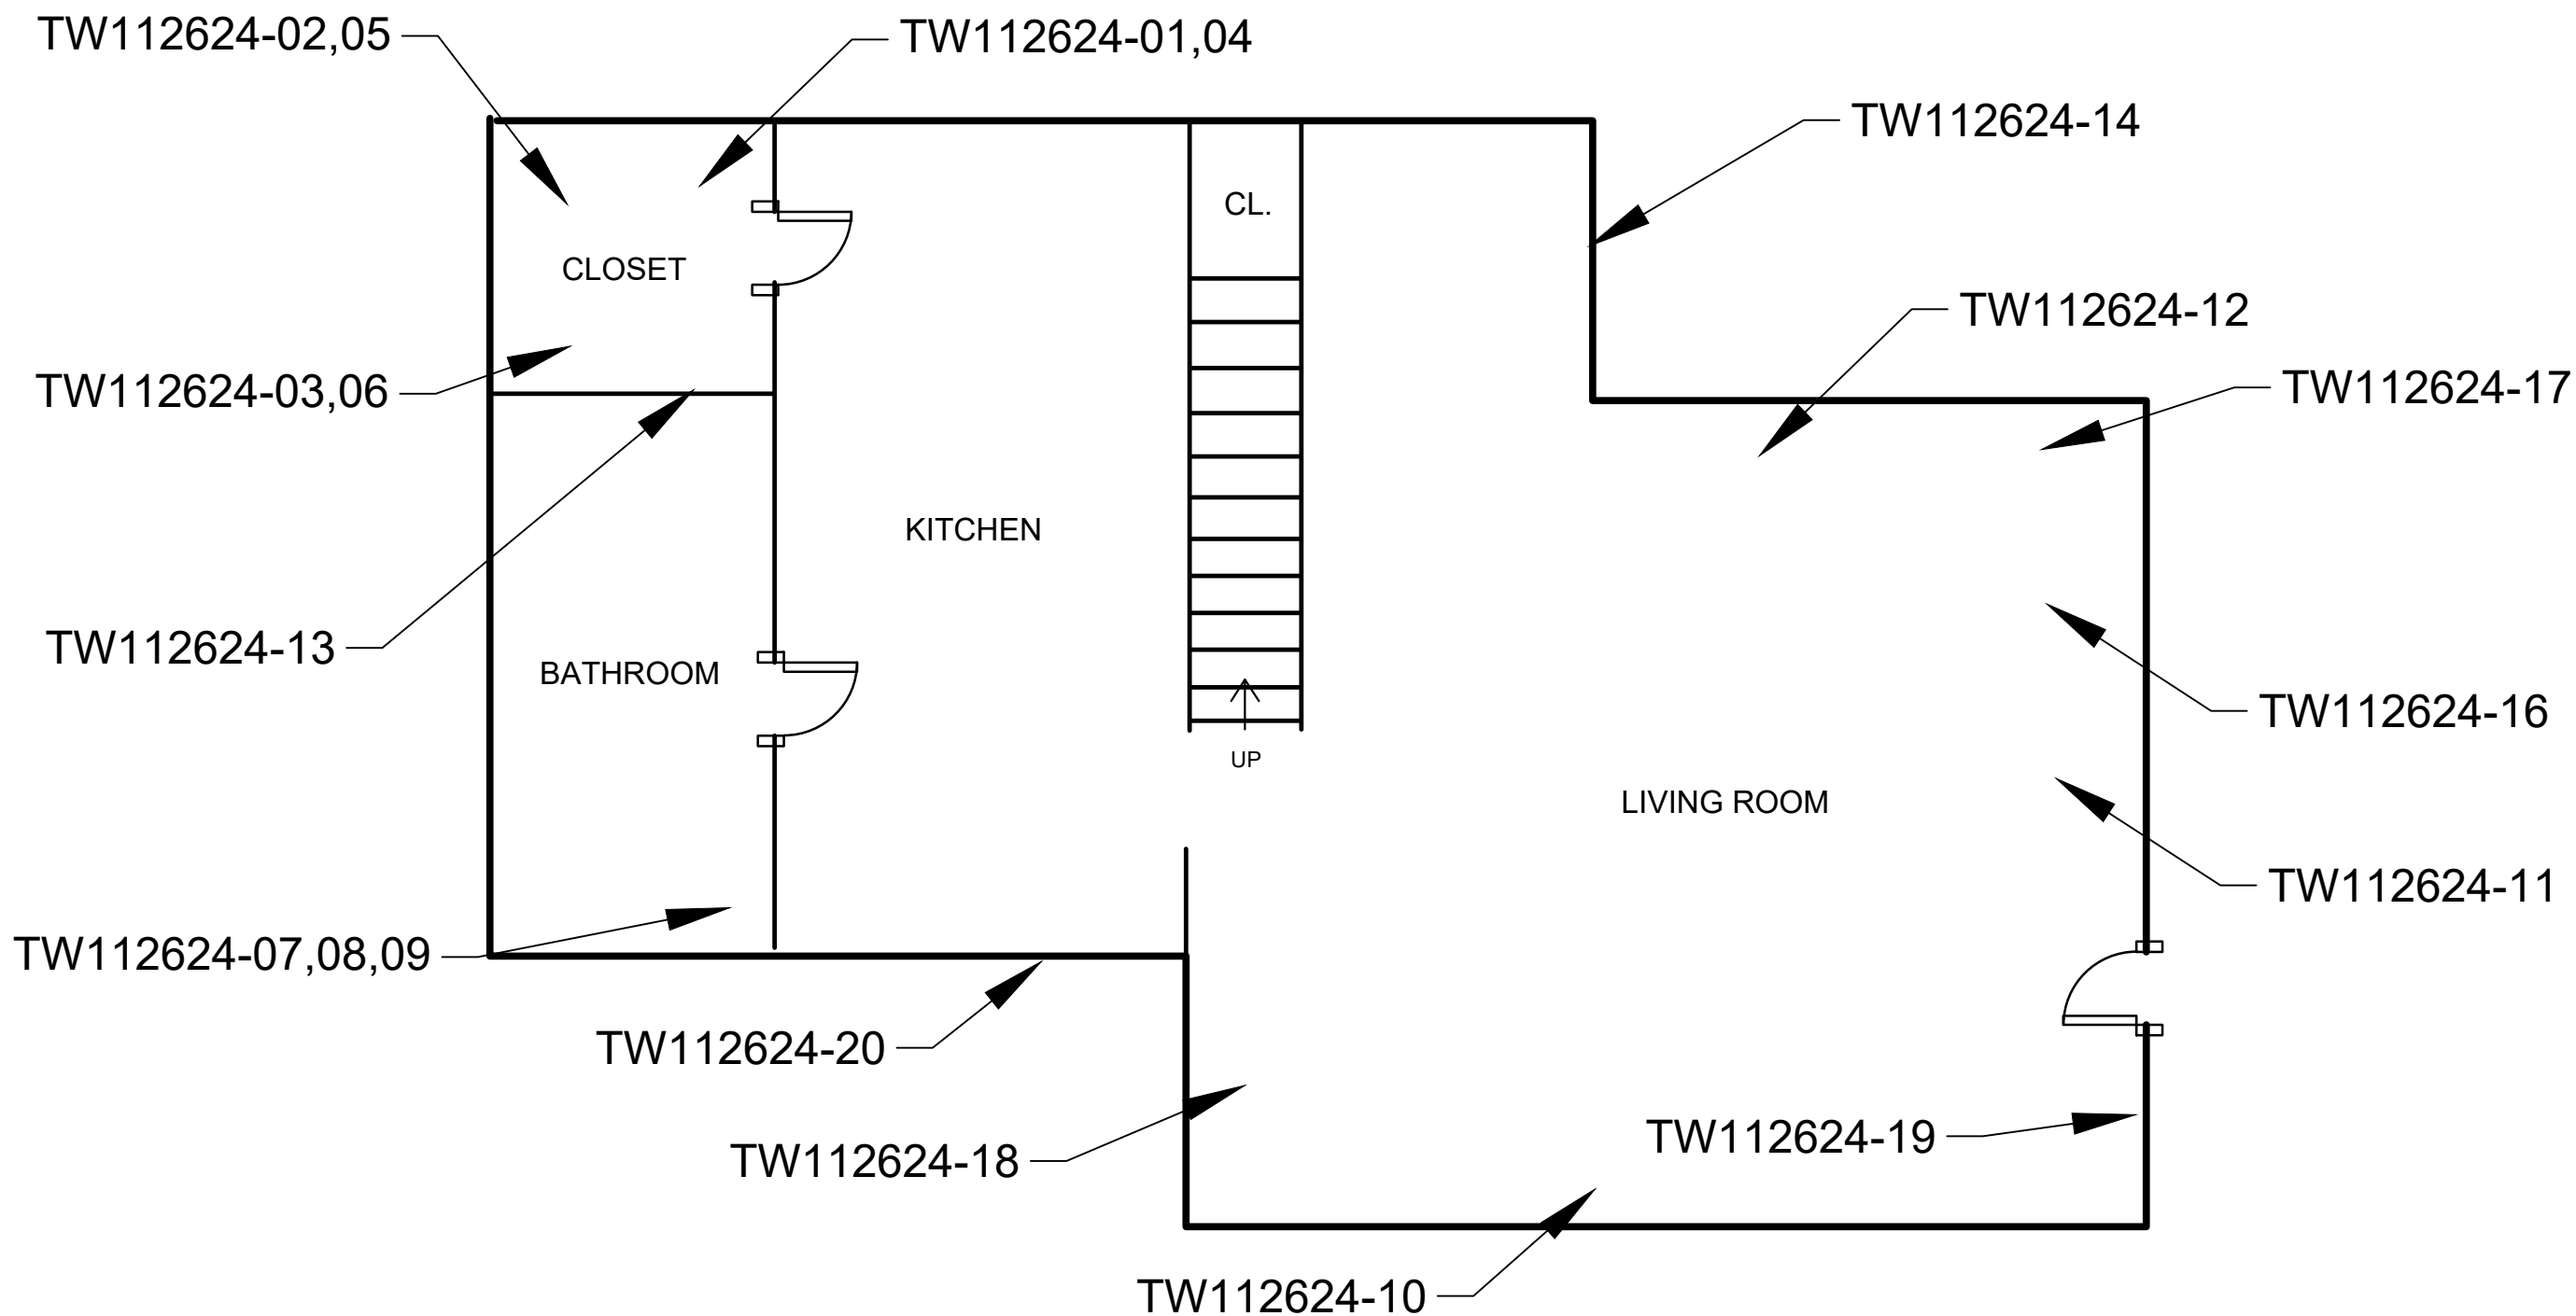 TW112624-02,05
TW112624-01,04
TW112624-14
CL.
CLOSET
TW112624-12
TW112624-03,06
TW112624-17
KITCHEN
TW112624-13
BATHROOM
TW112624-16
UP
LIVING ROOM
TW112624-11
TW112624-07,08,09
TW112624-20
TW112624-18
TW112624-19
TW112624-10